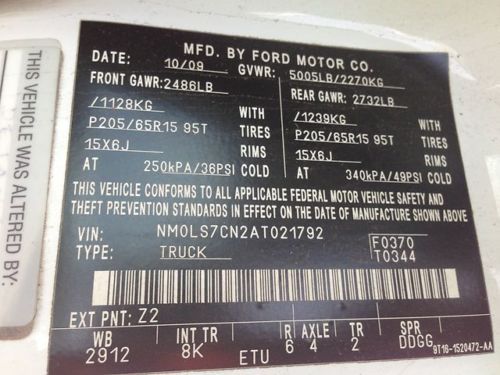 MFD. BY FORD MOTOR CO.
DATE: 10/09 GVWR: 5005LB/2270KG
FRONT GAWR: 2486LB REAR GAWR: 2732LB
/1128KG WITH /1239KG WITH
P205/65R15 95T TIRES P205/65R15 95T TIRES
15X6J RIMS 15X6J RIMS
AT 250kPA/36PSI COLD AT 340kPA/49PSI COLD
THIS VEHICLE CONFORMS TO ALL APPLICABLE FEDERAL MOTOR VEHICLE SAFETY AND
THEFT PREVENTION STANDARDS IN EFFECT ON THE DATE OF MANUFACTURE SHOWN ABOVE
VIN: NM0LS7CN2AT021792 F0370
TYPE: TRUCK T0344
EXT PNT: Z2
WB INT TR R AXLE TR SPR
2912 8K ETU 6 4 2 DDGG
9T16-1520472-AA
THIS VEHICLE WAS ALTERED BY: